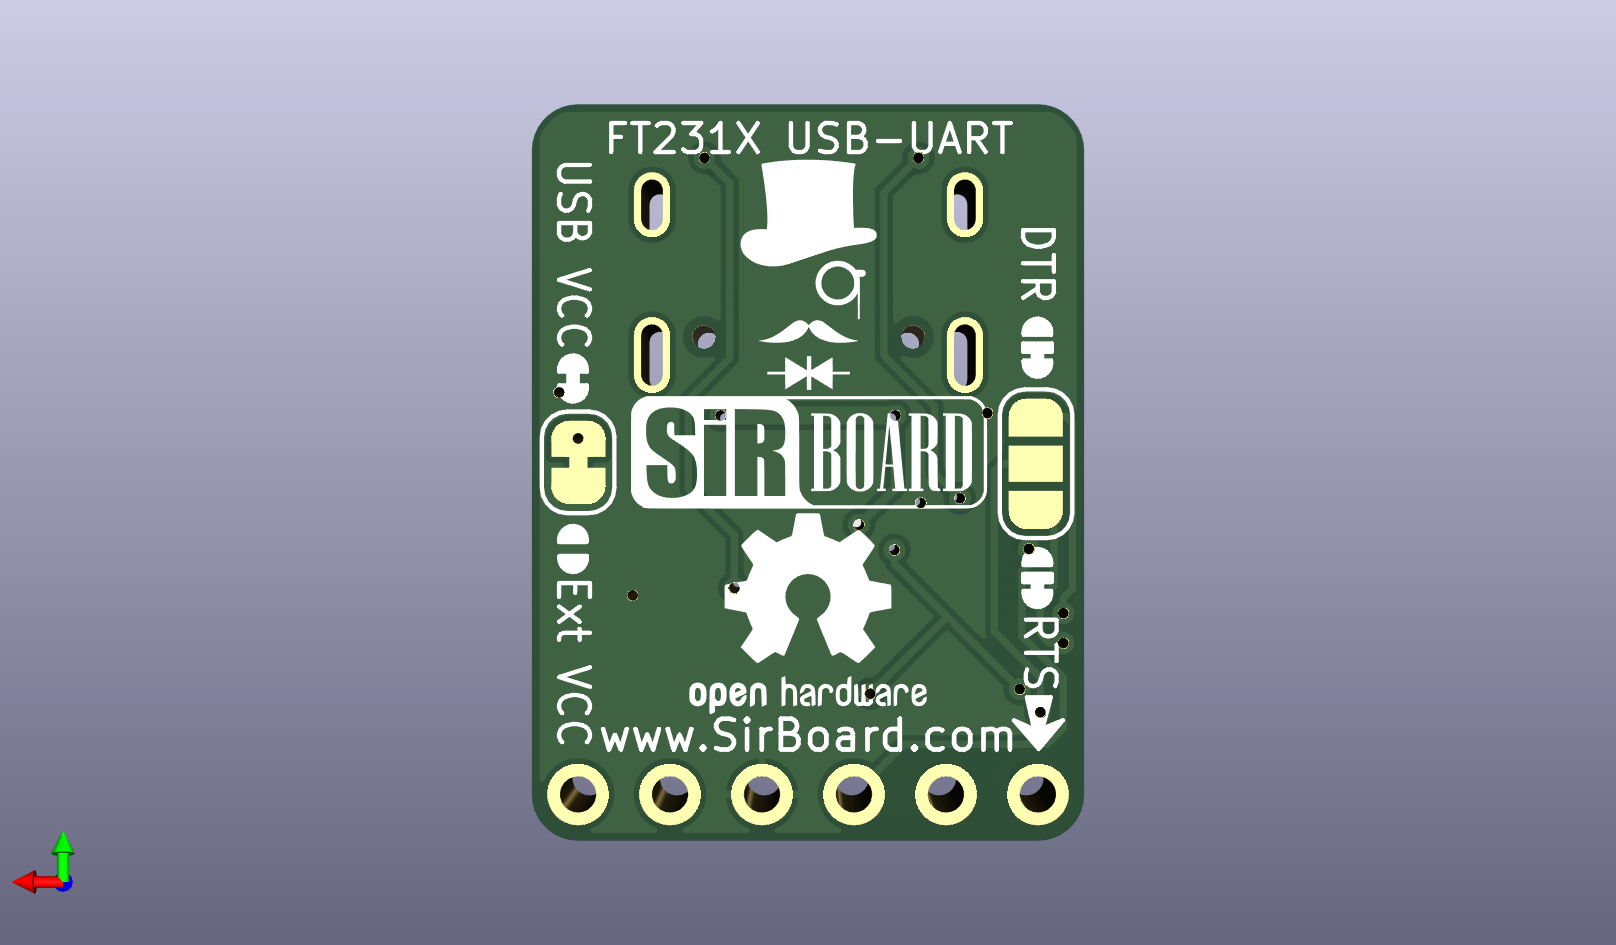 FT231X USB-UART
USB VCC
DTR
SiR BOARD
Ext VCC
RTS
open hardware
www.SirBoard.com